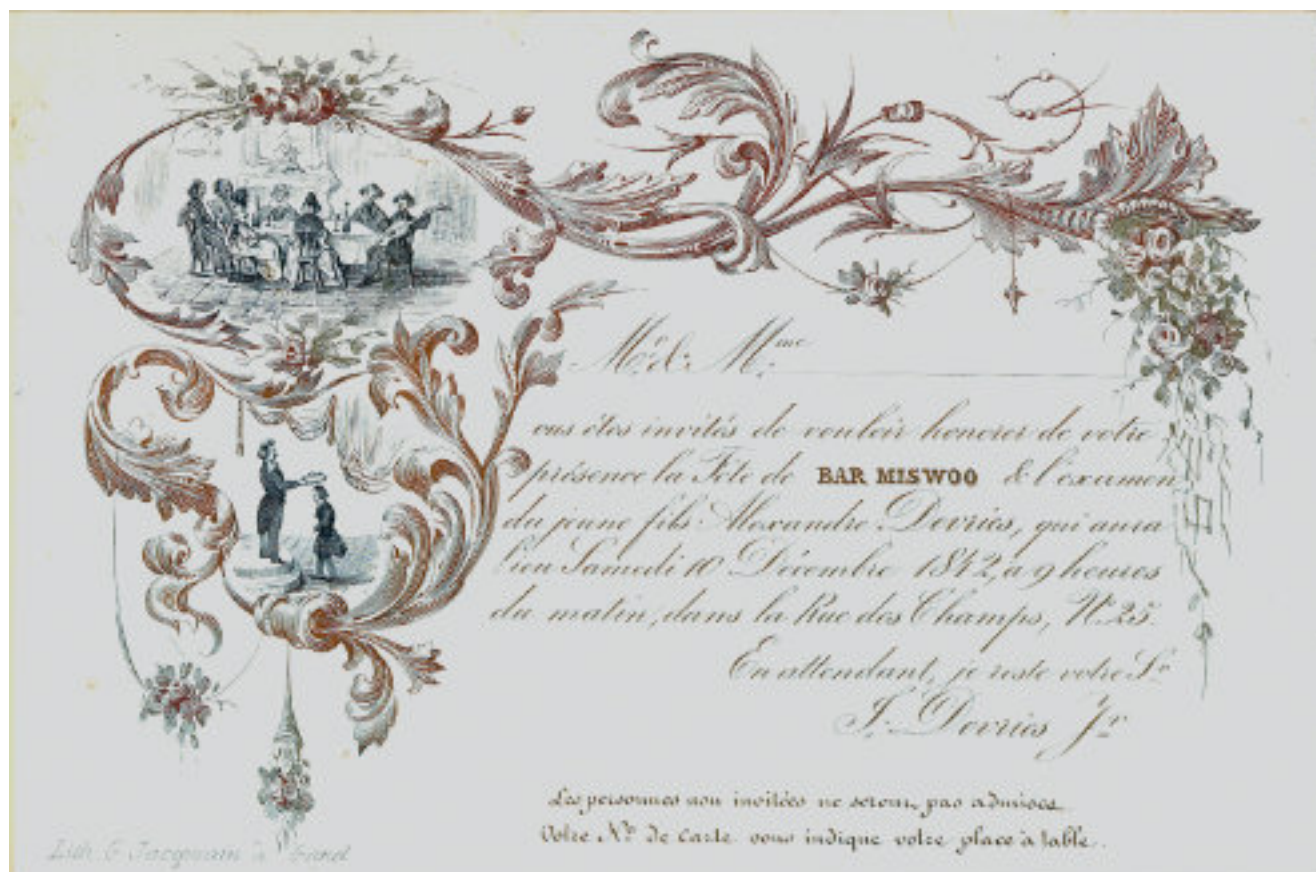 Mr. & Mme
vous êtes invités de vouloir honorer de votre
présence la Fête de BAR MISWOO & l'examen
du jeune fils Alexandre Devries, qui aura
lieu Samedi 10 Décembre 1842, a 9 heures
du matin, dans la Rue des Champs, No. 25.
En attendant, je reste votre Sr.
J. Devries Jr.
Les personnes non invitées ne seront pas admises
Votre No. de carte vous indique votre place à table.
Lith. G. Jacqmain à Gand